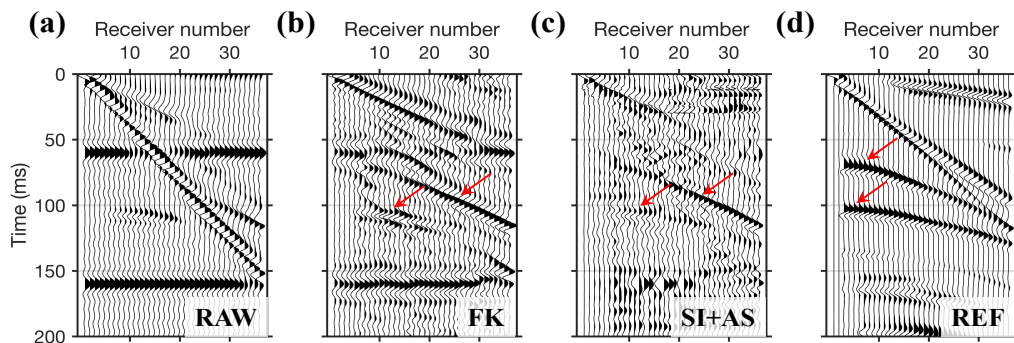 (a) Receiver number (b) Receiver number (c) Receiver number (d) Receiver number
10 20 30 10 20 30 10 20 30 10 20 30
0
50
100
150
200
Time (ms)
RAW FK SI+AS REF